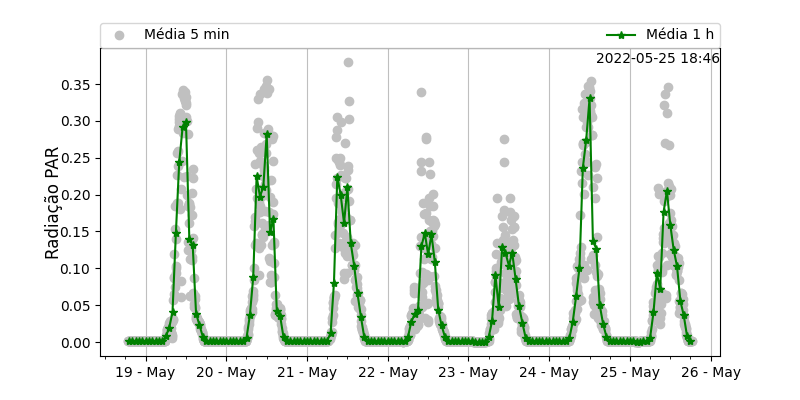 Média 5 min
Média 1 h
2022-05-25 18:46
Radiação PAR
0.35
0.30
0.25
0.20
0.15
0.10
0.05
0.00
19 - May
20 - May
21 - May
22 - May
23 - May
24 - May
25 - May
26 - May